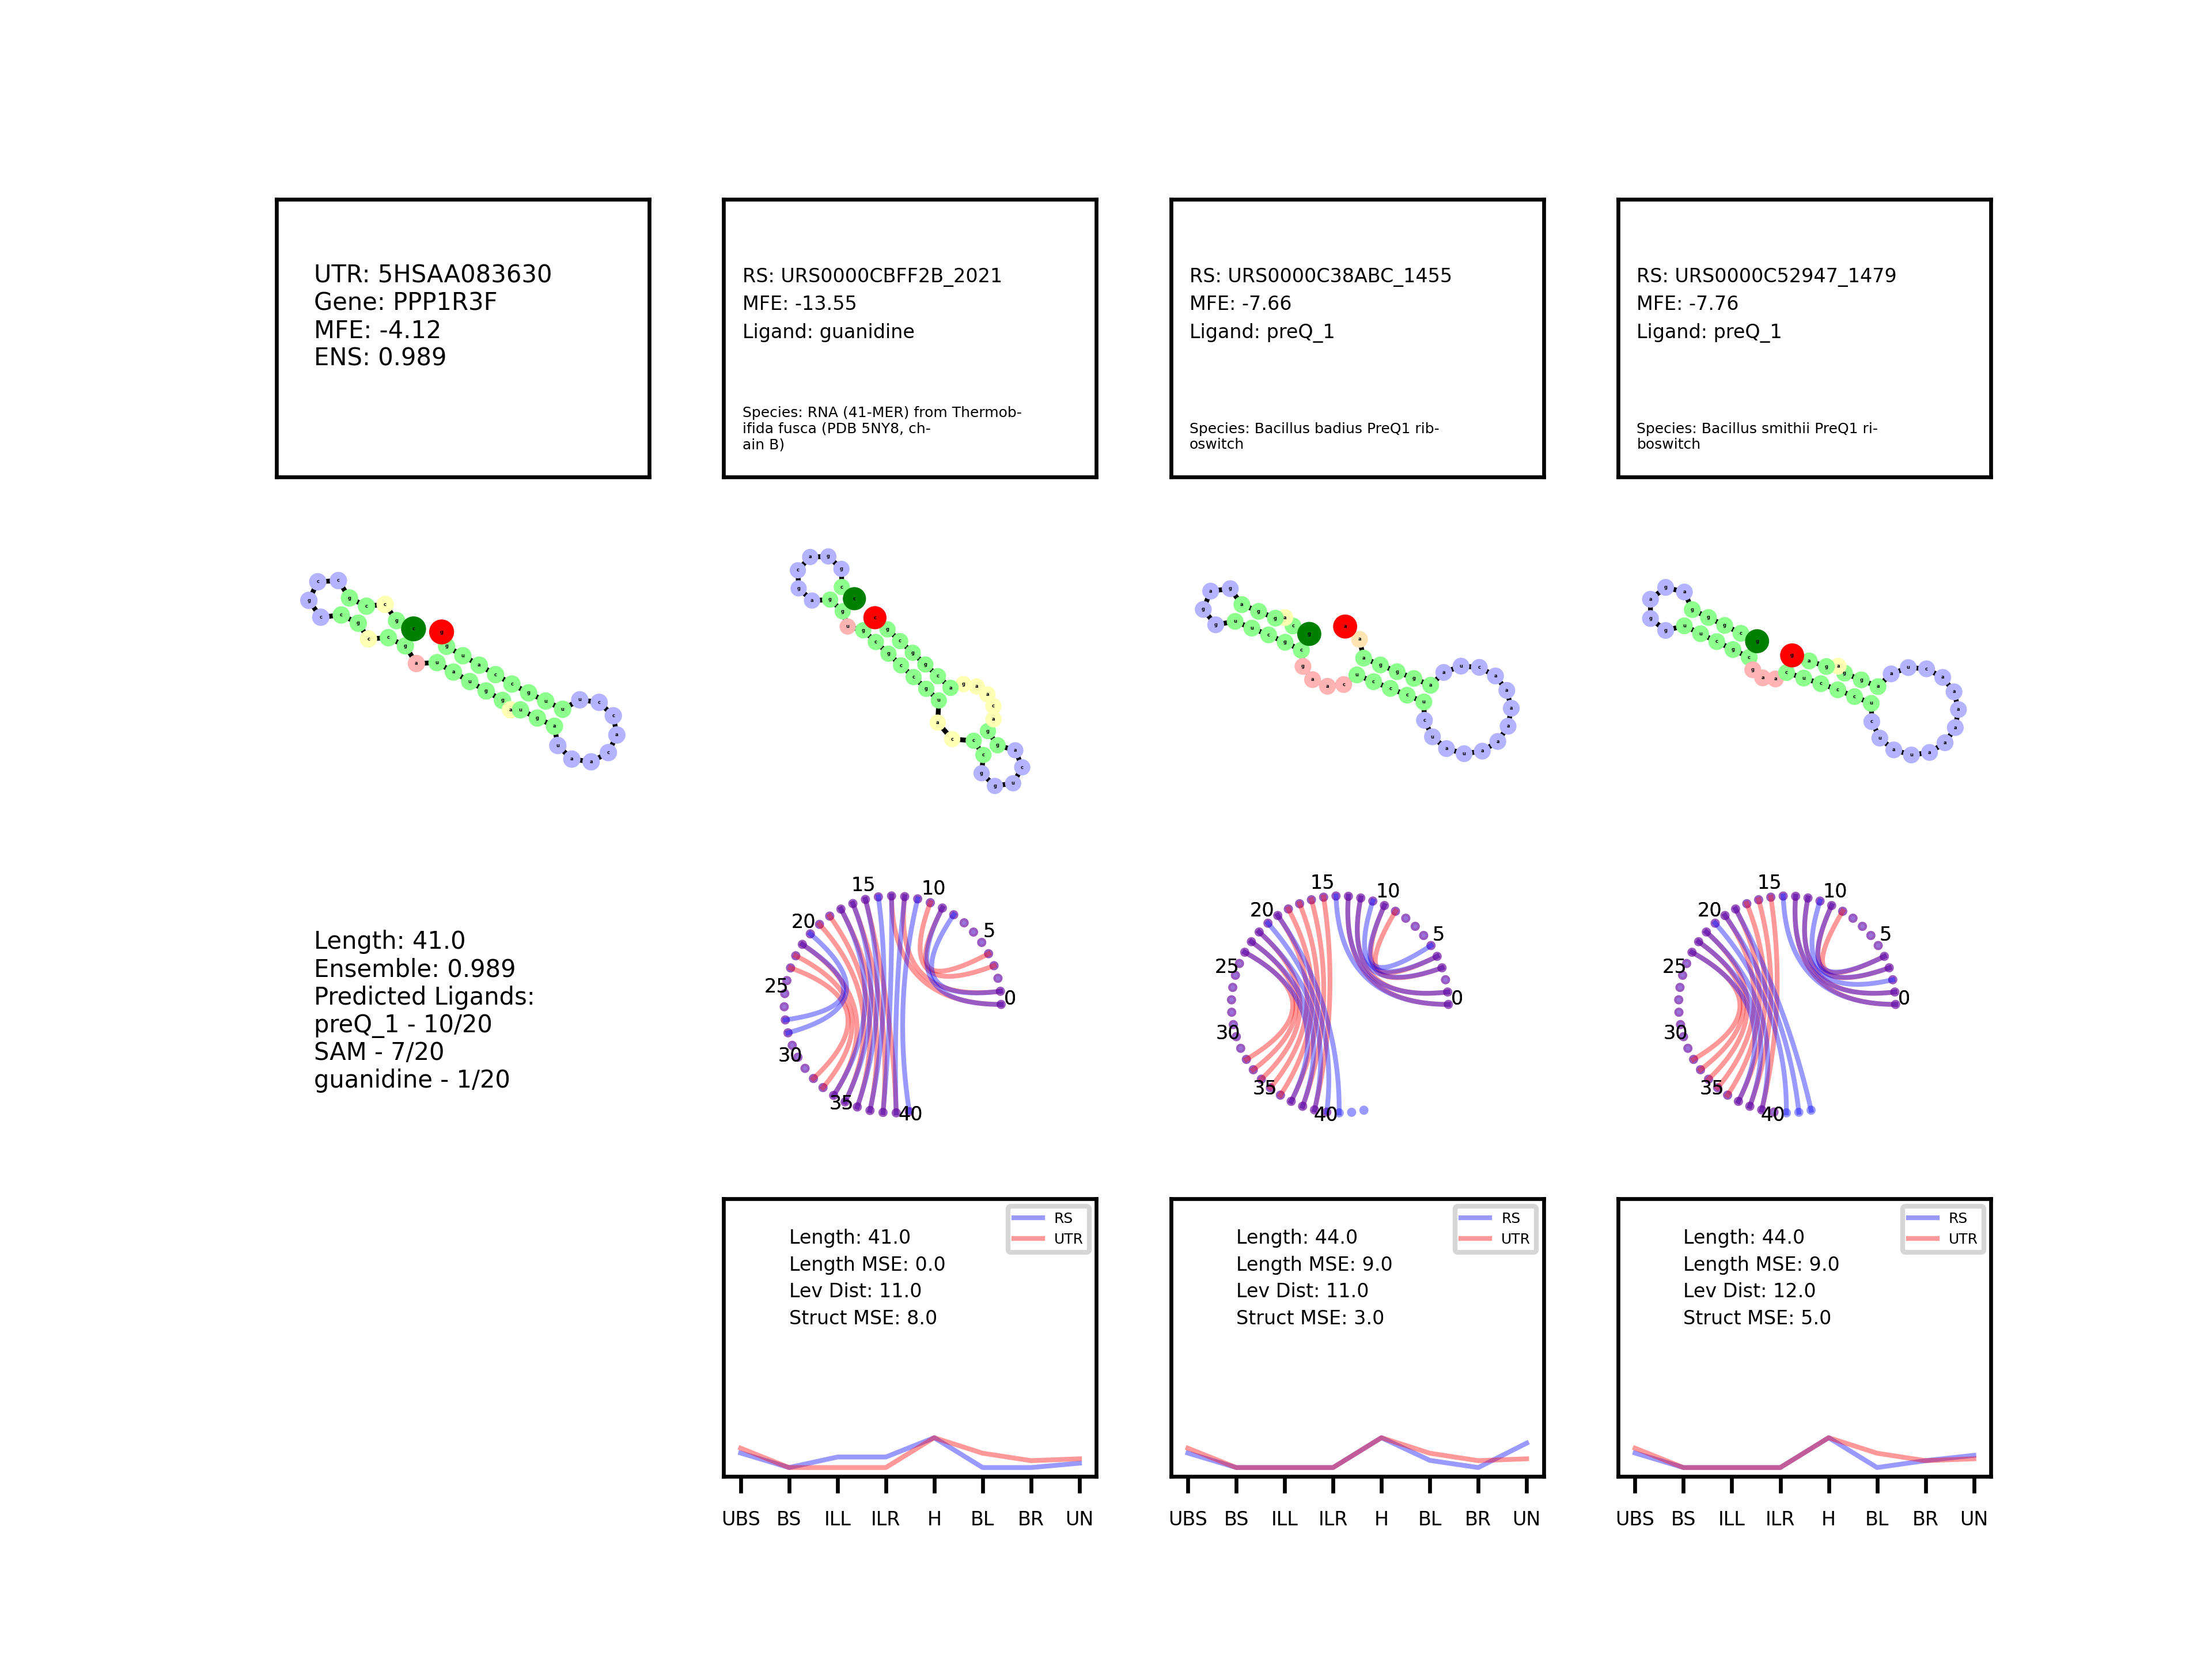 UTR: 5HSAA083630
Gene: PPP1R3F
MFE: -4.12
ENS: 0.989
RS: URS0000CBFF2B_2021
MFE: -13.55
Ligand: guanidine
Species: RNA (41-MER) from Thermob-
ifida fusca (PDB 5NY8, ch-
ain B)
RS: URS0000C38ABC_1455
MFE: -7.66
Ligand: preQ_1
Species: Bacillus badius PreQ1 rib-
oswitch
RS: URS0000C52947_1479
MFE: -7.76
Ligand: preQ_1
Species: Bacillus smithii PreQ1 ri-
boswitch
Length: 41.0
Ensemble: 0.989
Predicted Ligands:
preQ_1 - 10/20
SAM - 7/20
guanidine - 1/20
0
5
10
15
20
25
30
35
40
0
5
10
15
20
25
30
35
40
0
5
10
15
20
25
30
35
40
RS
UTR
Length: 41.0
Length MSE: 0.0
Lev Dist: 11.0
Struct MSE: 8.0
UBS BS ILL ILR H BL BR UN
RS
UTR
Length: 44.0
Length MSE: 9.0
Lev Dist: 11.0
Struct MSE: 3.0
UBS BS ILL ILR H BL BR UN
RS
UTR
Length: 44.0
Length MSE: 9.0
Lev Dist: 12.0
Struct MSE: 5.0
UBS BS ILL ILR H BL BR UN